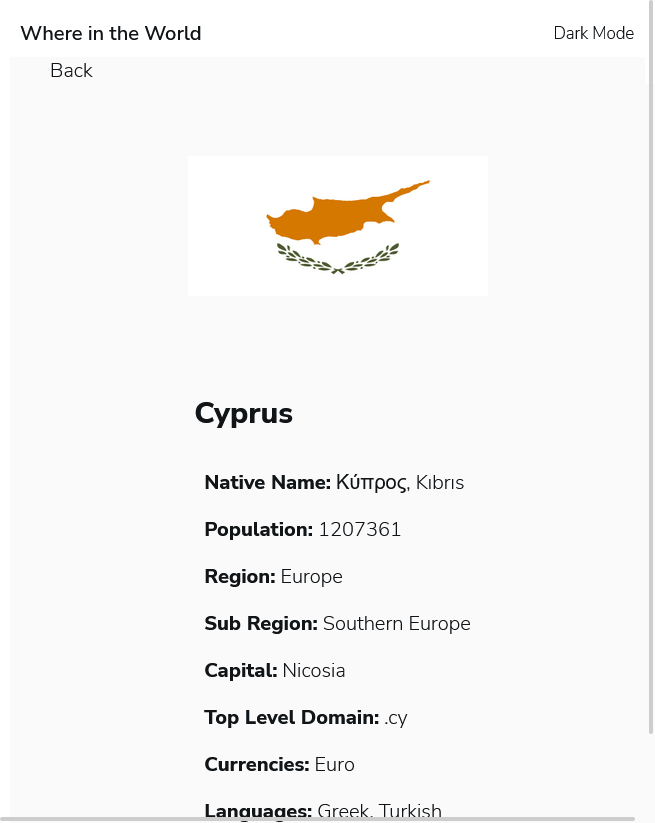 Where in the World
Dark Mode
Back
Cyprus
Native Name: Κύπρος, Kıbrıs
Population: 1207361
Region: Europe
Sub Region: Southern Europe
Capital: Nicosia
Top Level Domain: .cy
Currencies: Euro
Languages: Greek, Turkish